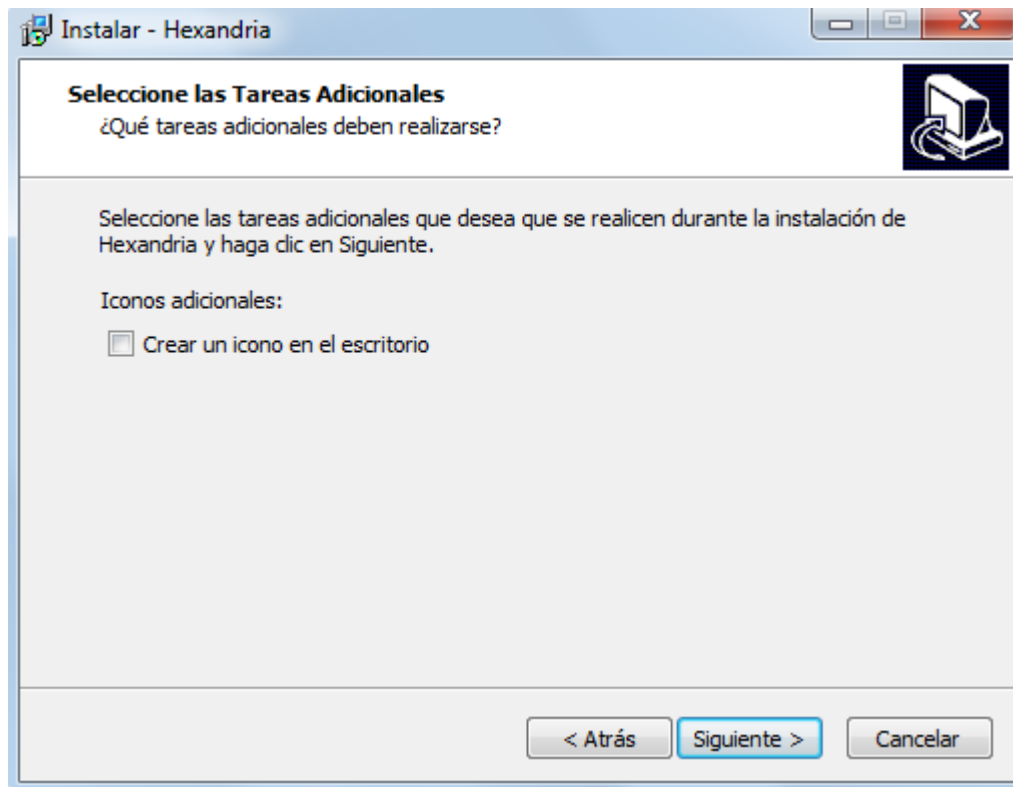 Instalar - Hexandria
Seleccione las Tareas Adicionales
¿Qué tareas adicionales deben realizarse?
Seleccione las tareas adicionales que desea que se realicen durante la instalación de
Hexandria y haga clic en Siguiente.
Iconos adicionales:
Crear un icono en el escritorio
< Atrás
Siguiente >
Cancelar